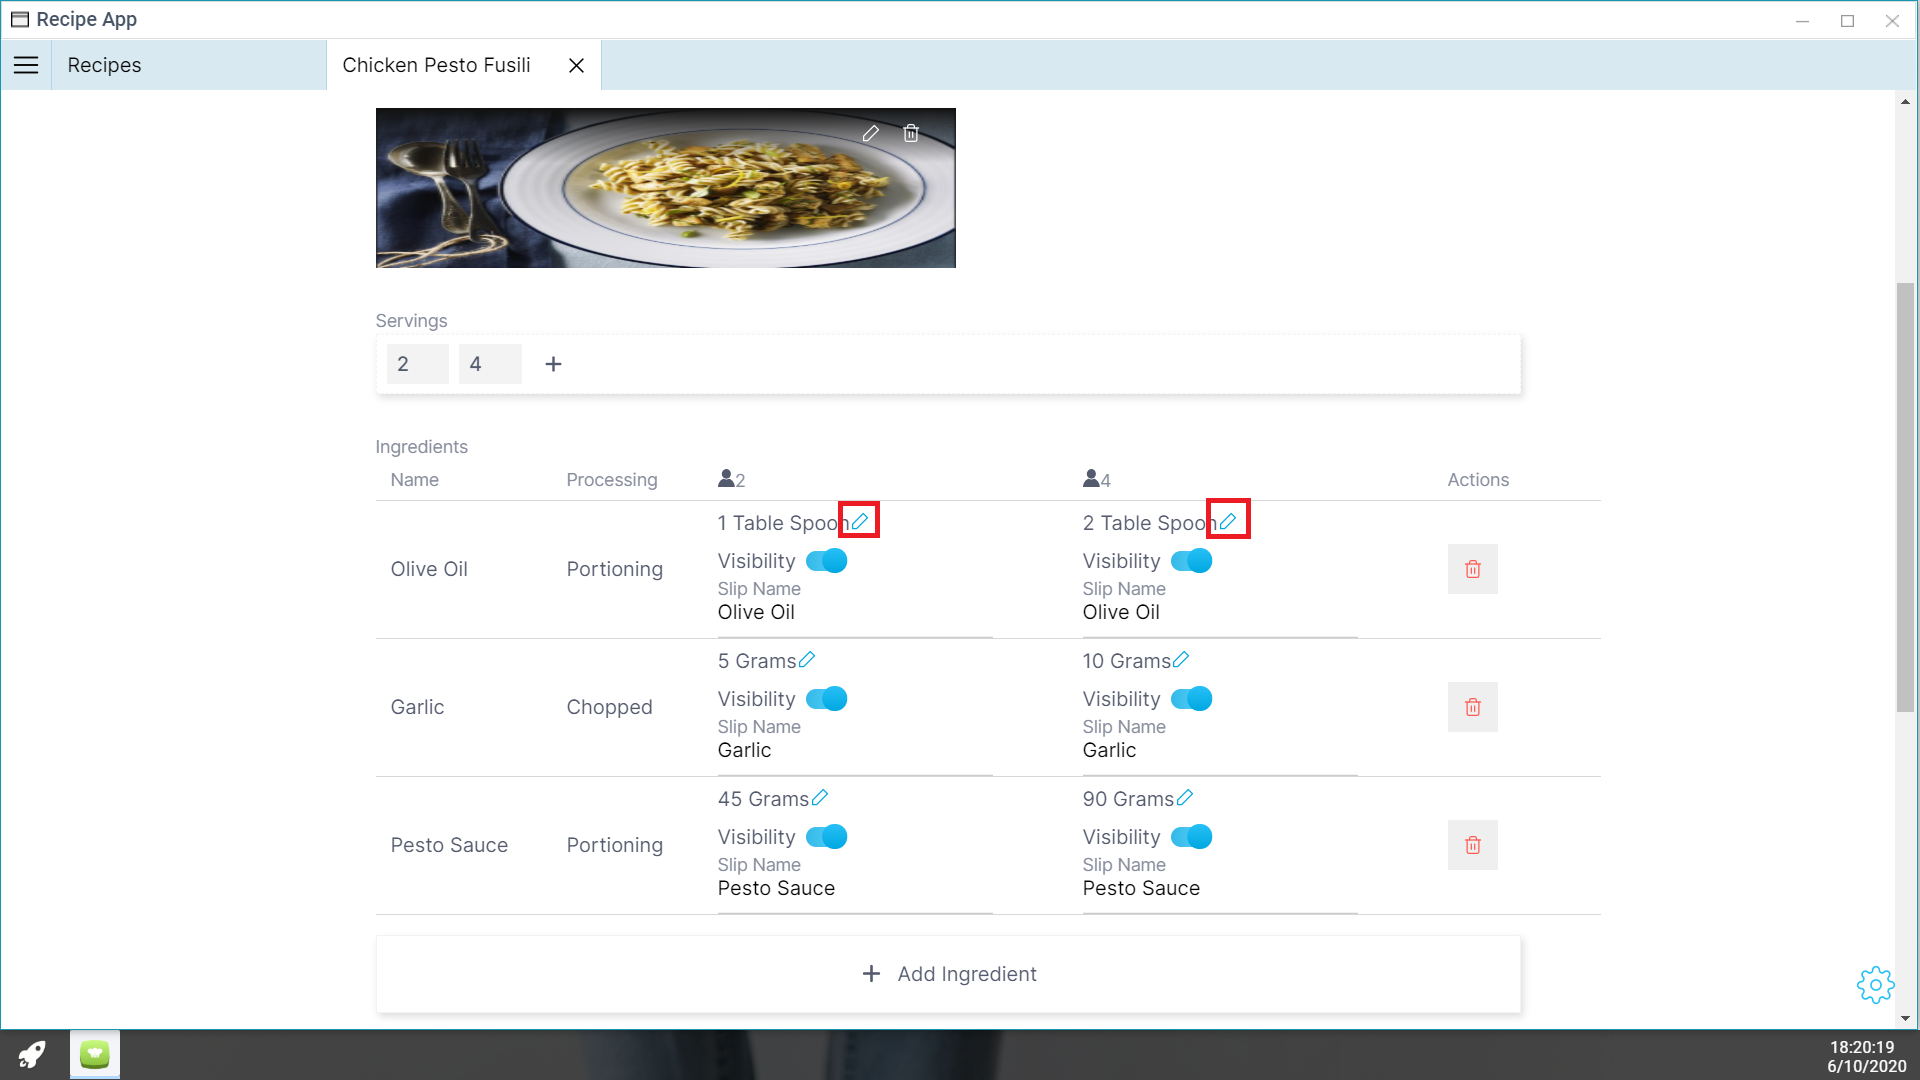 Recipe App
Recipes
Chicken Pesto Fusili
Servings
2 4 +
Ingredients
Name Processing 2 4 Actions
1 Table Spoon 2 Table Spoon
Visibility Visibility
Olive Oil Portioning
Slip Name Slip Name
Olive Oil Olive Oil
5 Grams 10 Grams
Visibility Visibility
Garlic Chopped
Slip Name Slip Name
Garlic Garlic
45 Grams 90 Grams
Visibility Visibility
Pesto Sauce Portioning
Slip Name Slip Name
Pesto Sauce Pesto Sauce
+ Add Ingredient
18:20:19
6/10/2020